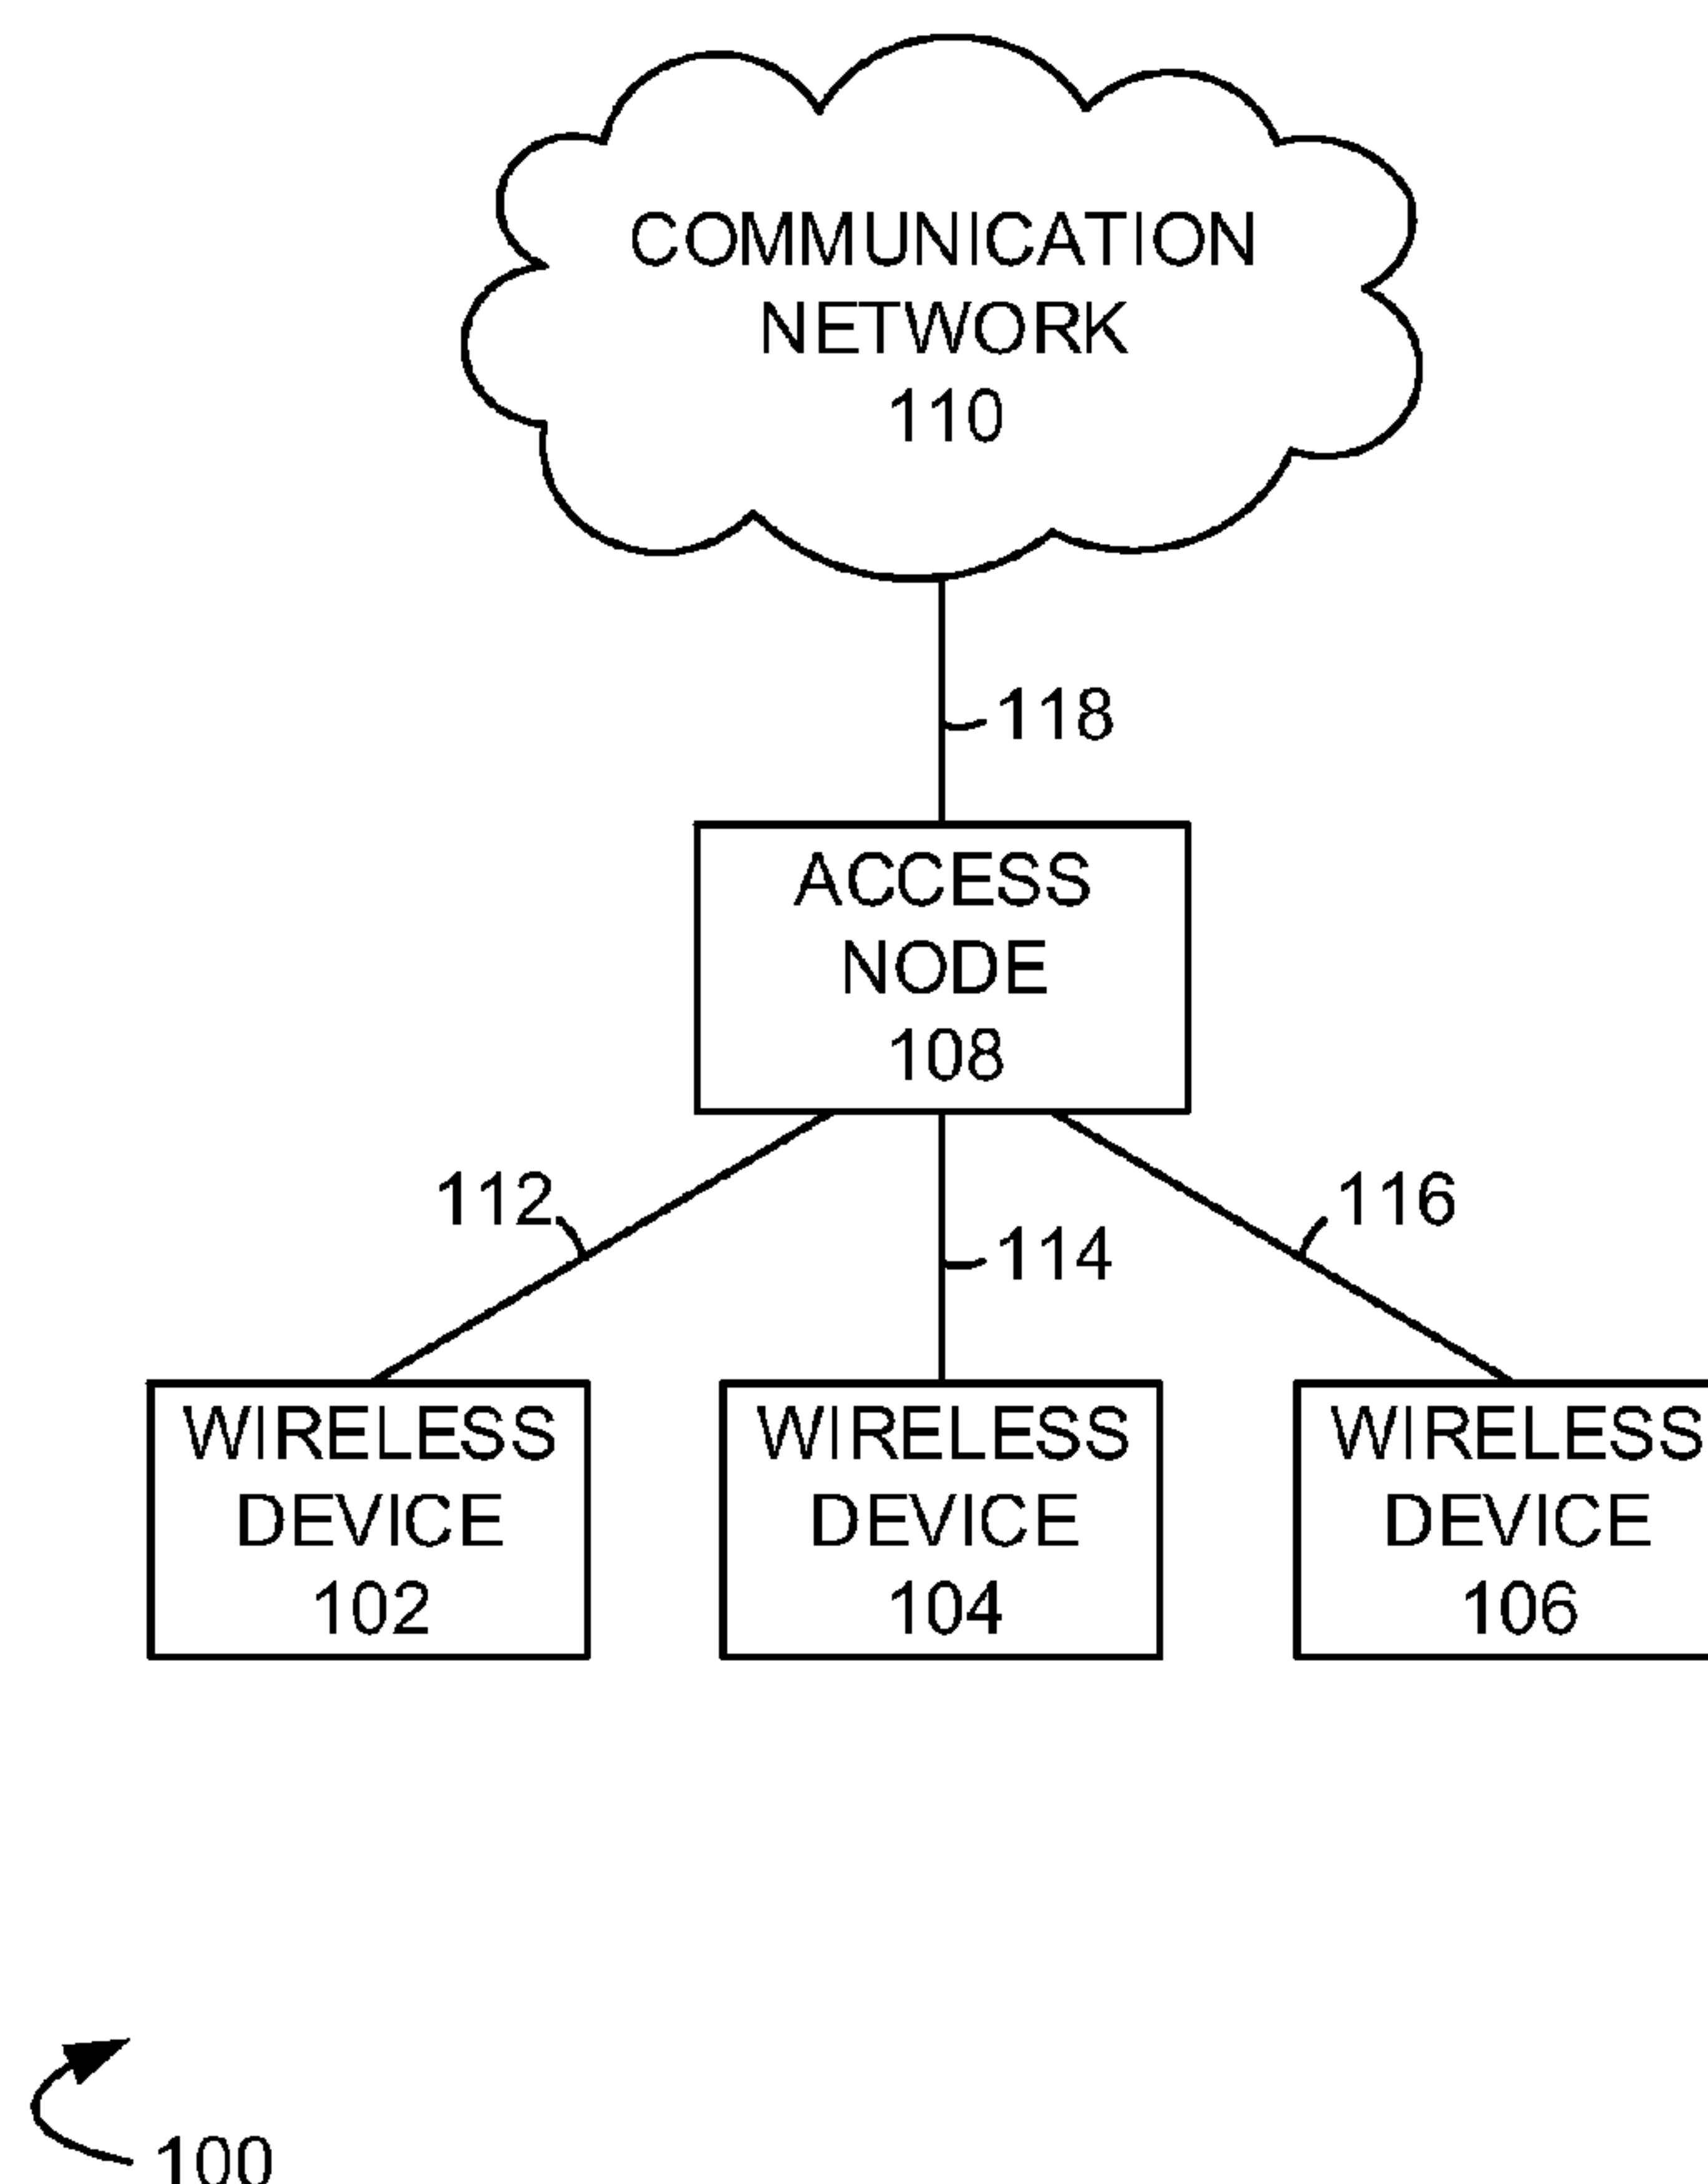 COMMUNICATION
NETWORK
110
118
ACCESS
NODE
108
112
114
116
WIRELESS
DEVICE
102
WIRELESS
DEVICE
104
WIRELESS
DEVICE
106
100